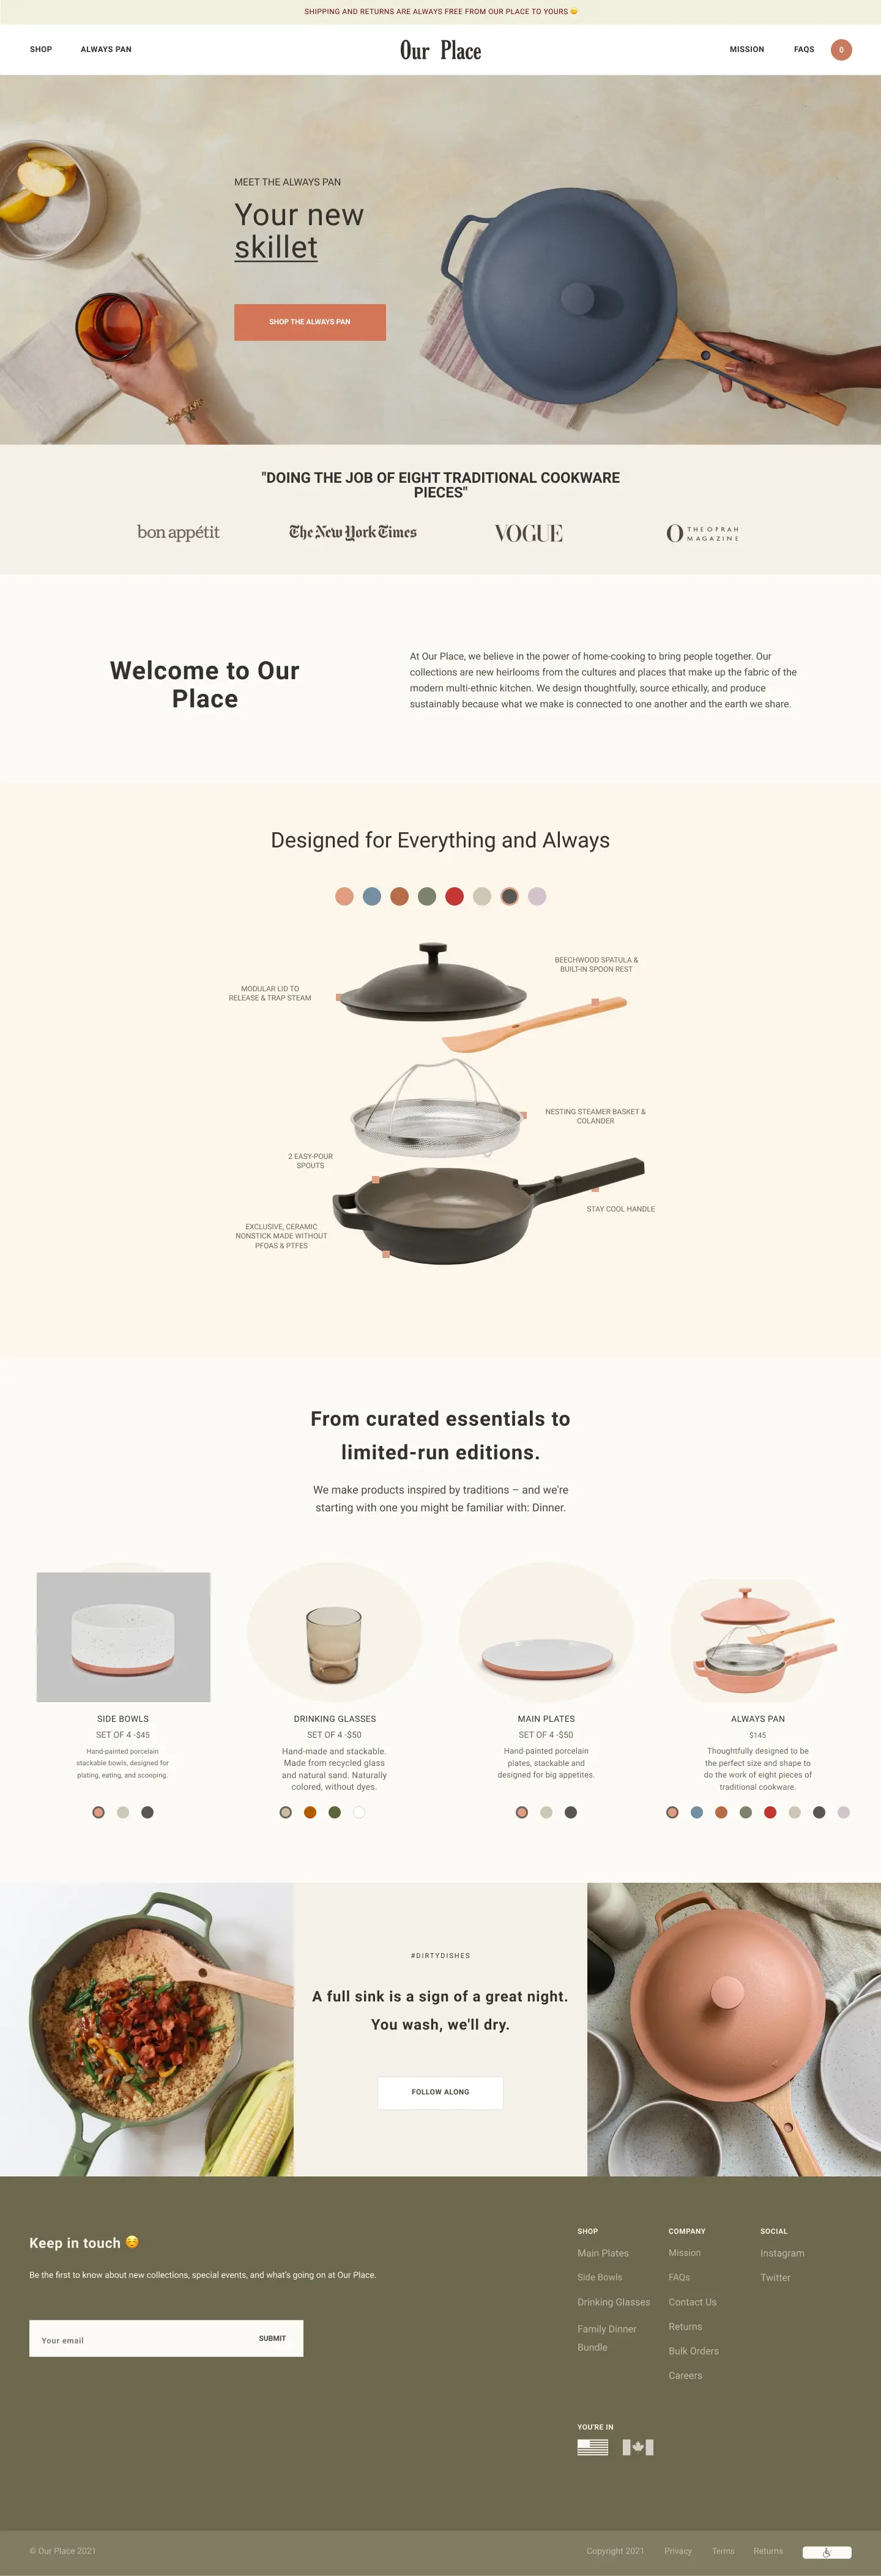 SHIPPING AND RETURNS ARE ALWAYS FREE FROM OUR PLACE TO YOURS 😊
SHOP
ALWAYS PAN
Our Place
MISSION
FAQS
0
MEET THE ALWAYS PAN
Your new
skillet
SHOP THE ALWAYS PAN
"DOING THE JOB OF EIGHT TRADITIONAL COOKWARE
PIECES"
bon appétit
The New York Times
VOGUE
O THE OPRAH
MAGAZINE
Welcome to Our
Place
At Our Place, we believe in the power of home-cooking to bring people together. Our
collections are new heirlooms from the cultures and places that make up the fabric of the
modern multi-ethnic kitchen. We design thoughtfully, source ethically, and produce
sustainably because what we make is connected to one another and the earth we share.
Designed for Everything and Always
BEECHWOOD SPATULA &
BUILT-IN SPOON REST
MODULAR LID TO
RELEASE & TRAP STEAM
NESTING STEAMER BASKET &
COLANDER
2 EASY-POUR
SPOUTS
STAY COOL HANDLE
EXCLUSIVE, CERAMIC
NONSTICK MADE WITHOUT
PFOAS & PTFES
From curated essentials to
limited-run editions.
We make products inspired by traditions – and we're
starting with one you might be familiar with: Dinner.
SIDE BOWLS
SET OF 4 -$45
Hand-painted porcelain
stackable bowls, designed for
plating, eating, and scooping.
DRINKING GLASSES
SET OF 4 -$50
Hand-made and stackable.
Made from recycled glass
and natural sand. Naturally
colored, without dyes.
MAIN PLATES
SET OF 4 -$50
Hand-painted porcelain
plates, stackable and
designed for big appetites.
ALWAYS PAN
$145
Thoughtfully designed to be
the perfect size and shape to
do the work of eight pieces of
traditional cookware.
#DIRTYDISHES
A full sink is a sign of a great night.
You wash, we'll dry.
FOLLOW ALONG
Keep in touch ☺️
Be the first to know about new collections, special events, and what's going on at Our Place.
Your email
SUBMIT
SHOP
Main Plates
Side Bowls
Drinking Glasses
Family Dinner
Bundle
COMPANY
Mission
FAQs
Contact Us
Returns
Bulk Orders
Careers
SOCIAL
Instagram
Twitter
YOU'RE IN
© Our Place 2021
Copyright 2021
Privacy
Terms
Returns